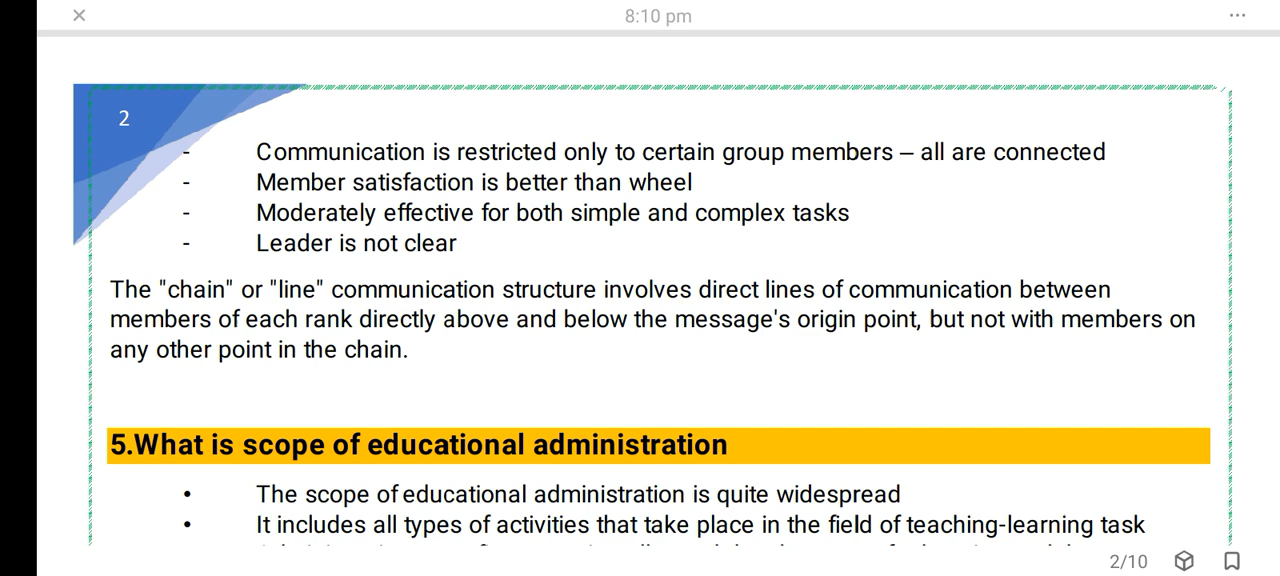 8:10 pm
2
- Communication is restricted only to certain group members – all are connected
- Member satisfaction is better than wheel
- Moderately effective for both simple and complex tasks
- Leader is not clear
The "chain" or "line" communication structure involves direct lines of communication between
members of each rank directly above and below the message's origin point, but not with members on
any other point in the chain.
5.What is scope of educational administration
• The scope of educational administration is quite widespread
• It includes all types of activities that take place in the field of teaching-learning task
2/10